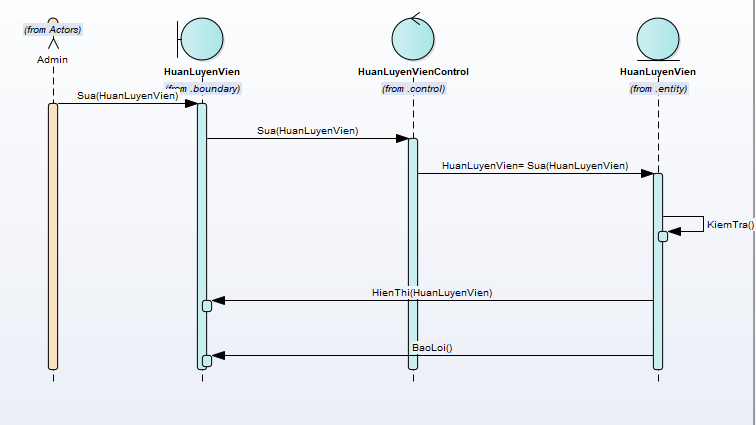 (from Actors)
Admin
HuanLuyenVien
(from .boundary)
HuanLuyenVienControl
(from .control)
HuanLuyenVien
(from .entity)
Sua(HuanLuyenVien)
Sua(HuanLuyenVien)
HuanLuyenVien= Sua(HuanLuyenVien)
KiemTra()
HienThi(HuanLuyenVien)
BaoLoi()